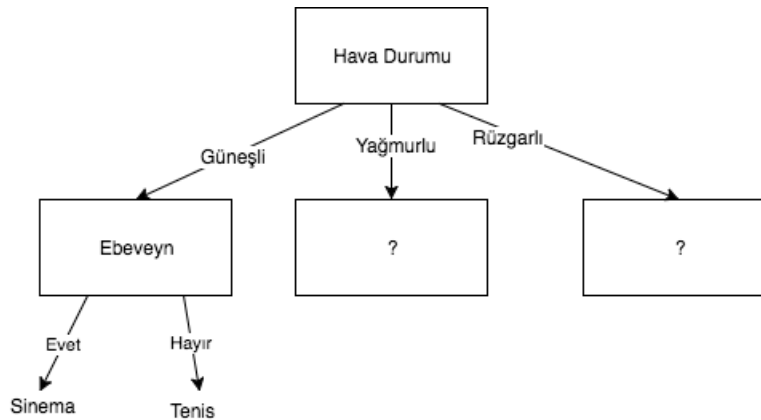 Hava Durumu
Güneşli
Yağmurlu
Rüzgarlı
Ebeveyn
?
?
Evet
Hayır
Sinema
Tenis